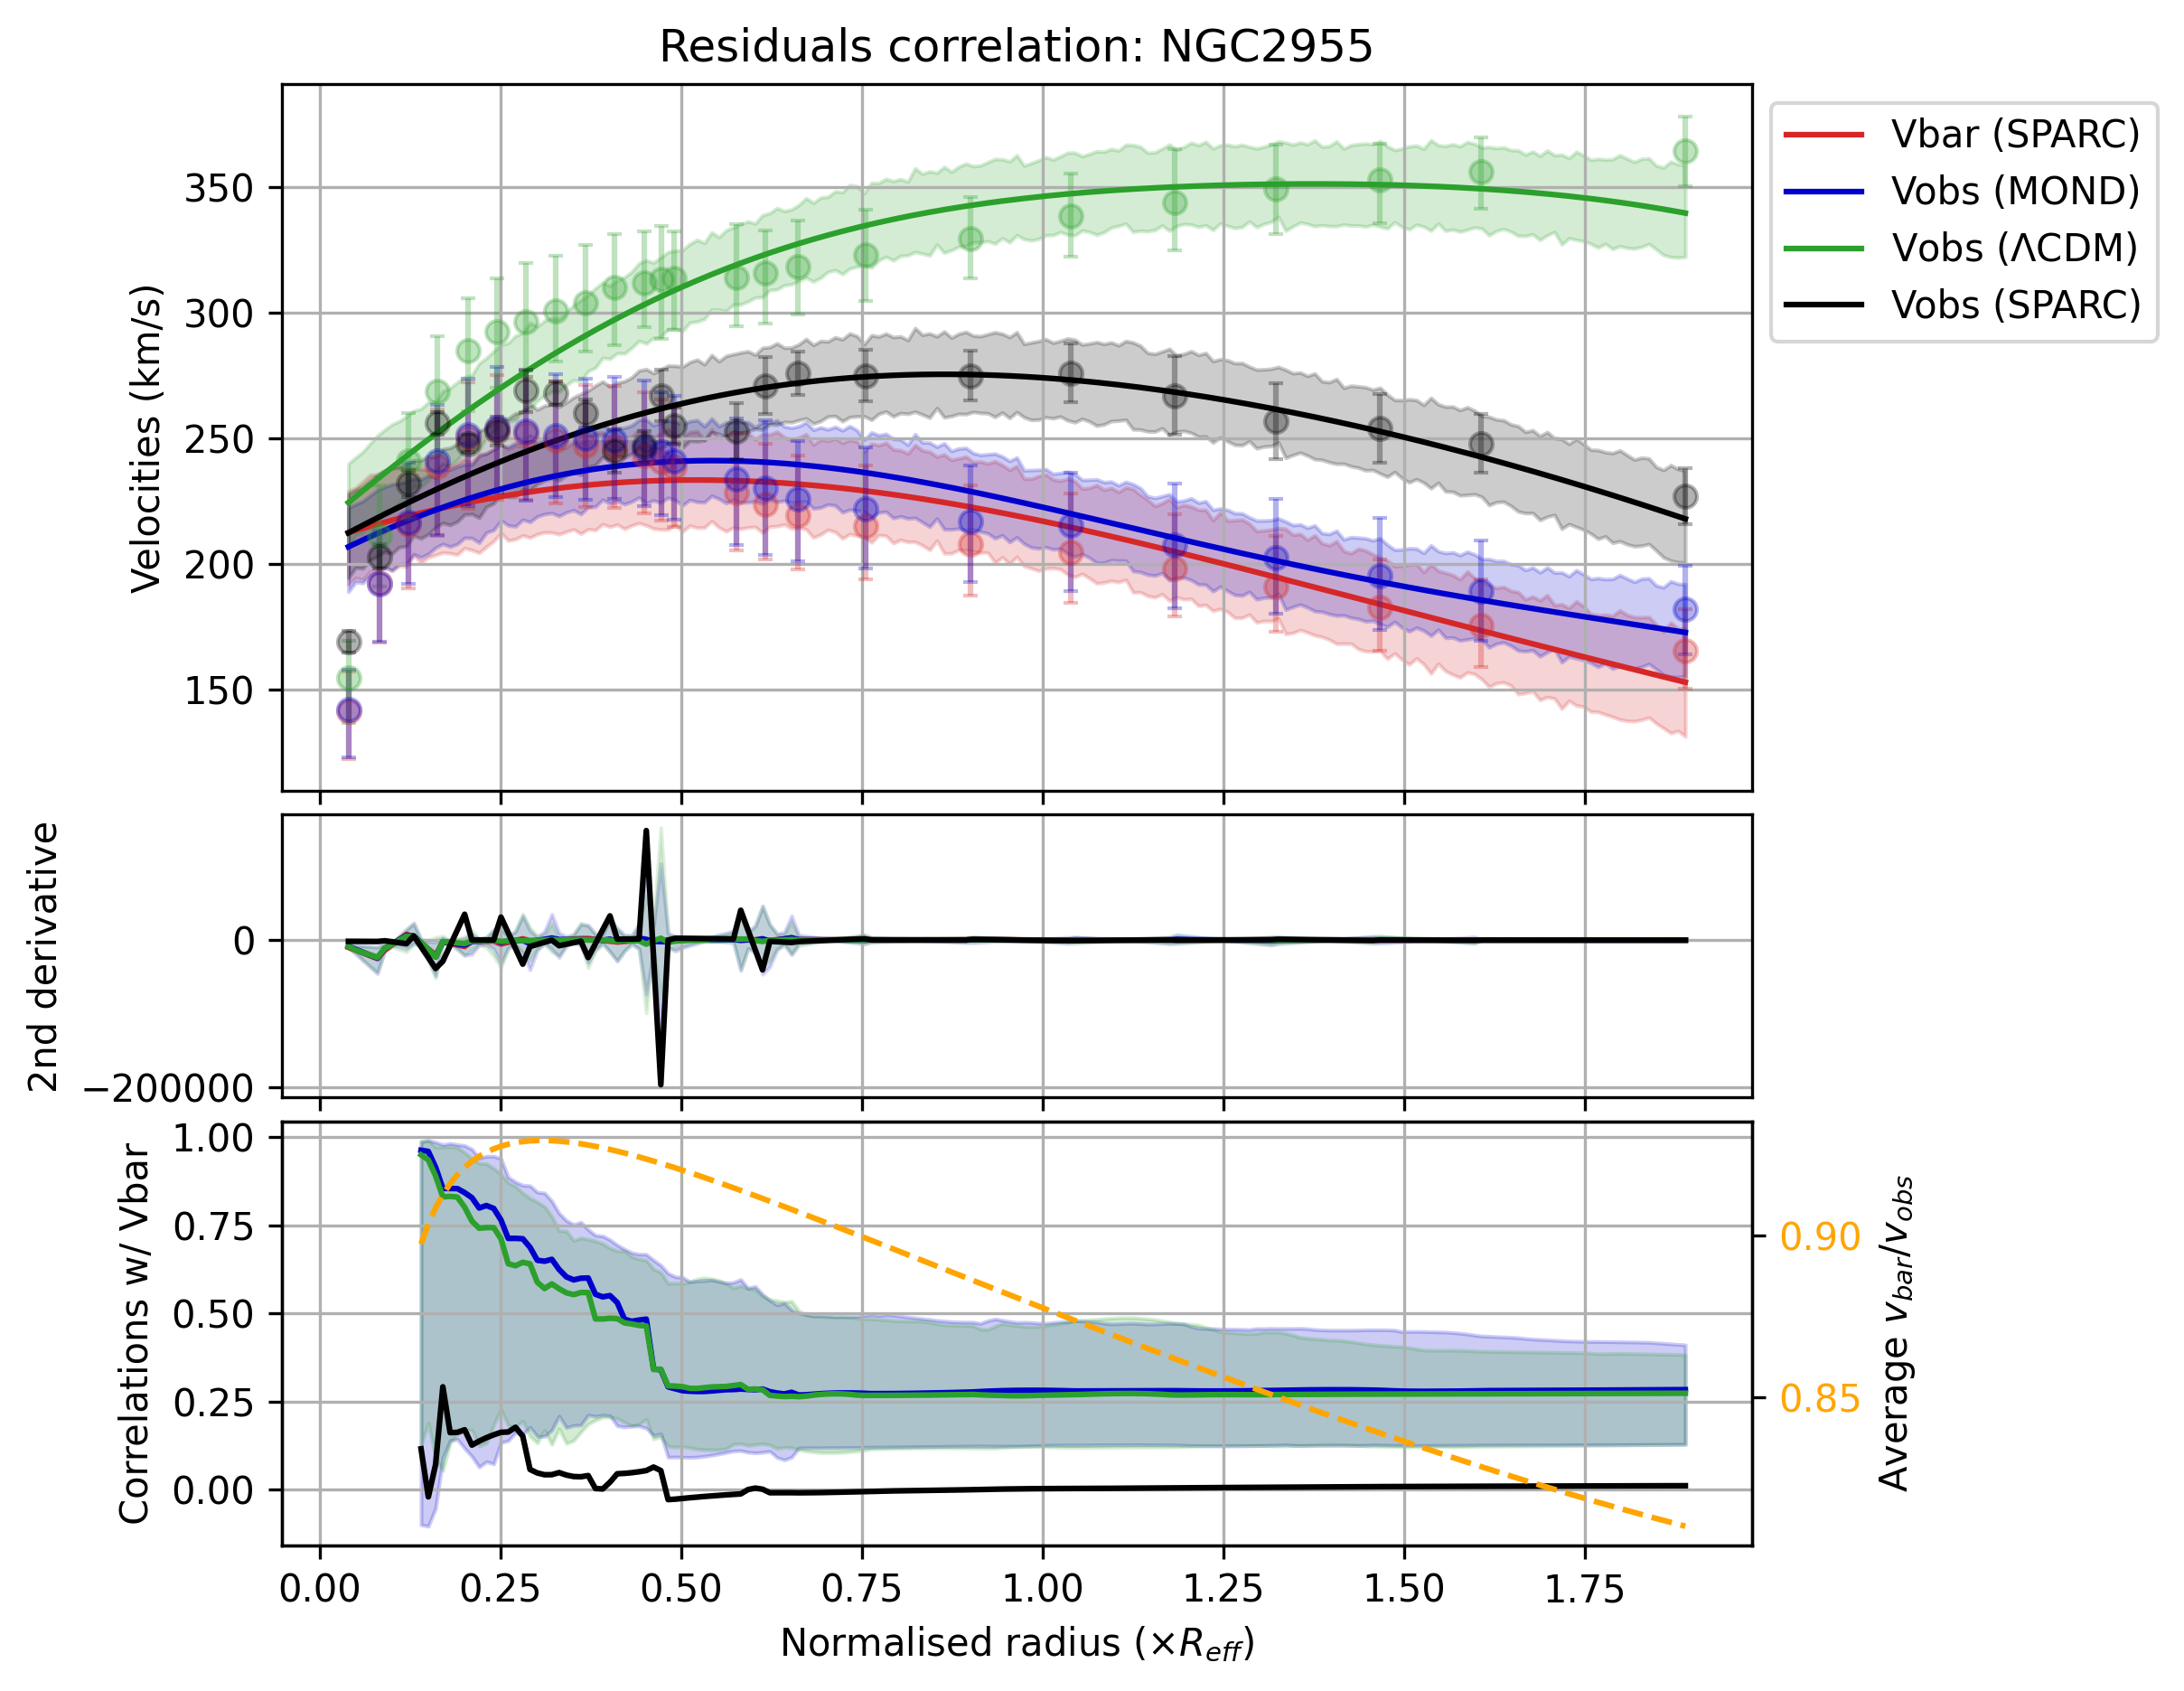 Residuals correlation: NGC2955
Velocities (km/s)
350
300
250
200
150
Vbar (SPARC)
Vobs (MOND)
Vobs (ΛCDM)
Vobs (SPARC)
2nd derivative
0
−200000
Correlations w/ Vbar
1.00
0.75
0.50
0.25
0.00
0.90
0.85
Average v_bar/v_obs
0.00 0.25 0.50 0.75 1.00 1.25 1.50 1.75
Normalised radius (×R_eff)